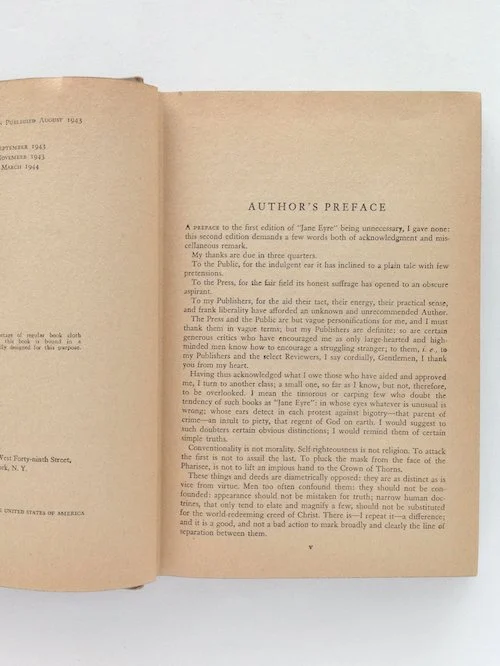 Published August 1943
September 1943
November 1943
March 1944
of regular book cloth
this book is bound in a
designed for this purpose.
West Forty-ninth Street,
N. Y.
UNITED STATES OF AMERICA
AUTHOR'S PREFACE
A PREFACE to the first edition of "Jane Eyre" being unnecessary, I gave none:
this second edition demands a few words both of acknowledgment and mis-
cellaneous remark.
My thanks are due in three quarters.
To the Public, for the indulgent ear it has inclined to a plain tale with few
pretensions.
To the Press, for the fair field its honest suffrage has opened to an obscure
aspirant.
To my Publishers, for the aid their tact, their energy, their practical sense,
and frank liberality have afforded an unknown and unrecommended Author.
The Press and the Public are but vague personifications for me, and I must
thank them in vague terms; but my Publishers are definite: so are certain
generous critics who have encouraged me as only large-hearted and high-
minded men know how to encourage a struggling stranger; to them, i. e., to
my Publishers and the select Reviewers, I say cordially, Gentlemen, I thank
you from my heart.
Having thus acknowledged what I owe those who have aided and approved
me, I turn to another class; a small one, so far as I know, but not, therefore,
to be overlooked. I mean the timorous or carping few who doubt the
tendency of such books as "Jane Eyre": in whose eyes whatever is unusual is
wrong; whose ears detect in each protest against bigotry—that parent of
crime—an insult to piety, that regent of God on earth. I would suggest to
such doubters certain obvious distinctions; I would remind them of certain
simple truths.
Conventionality is not morality. Self-righteousness is not religion. To attack
the first is not to assail the last. To pluck the mask from the face of the
Pharisee, is not to lift an impious hand to the Crown of Thorns.
These things and deeds are diametrically opposed: they are as distinct as is
vice from virtue. Men too often confound them: they should not be con-
founded: appearance should not be mistaken for truth; narrow human doc-
trines, that only tend to elate and magnify a few, should not be substituted
for the world-redeeming creed of Christ. There is—I repeat it—a difference;
and it is a good, and not a bad action to mark broadly and clearly the line of
separation between them.
v